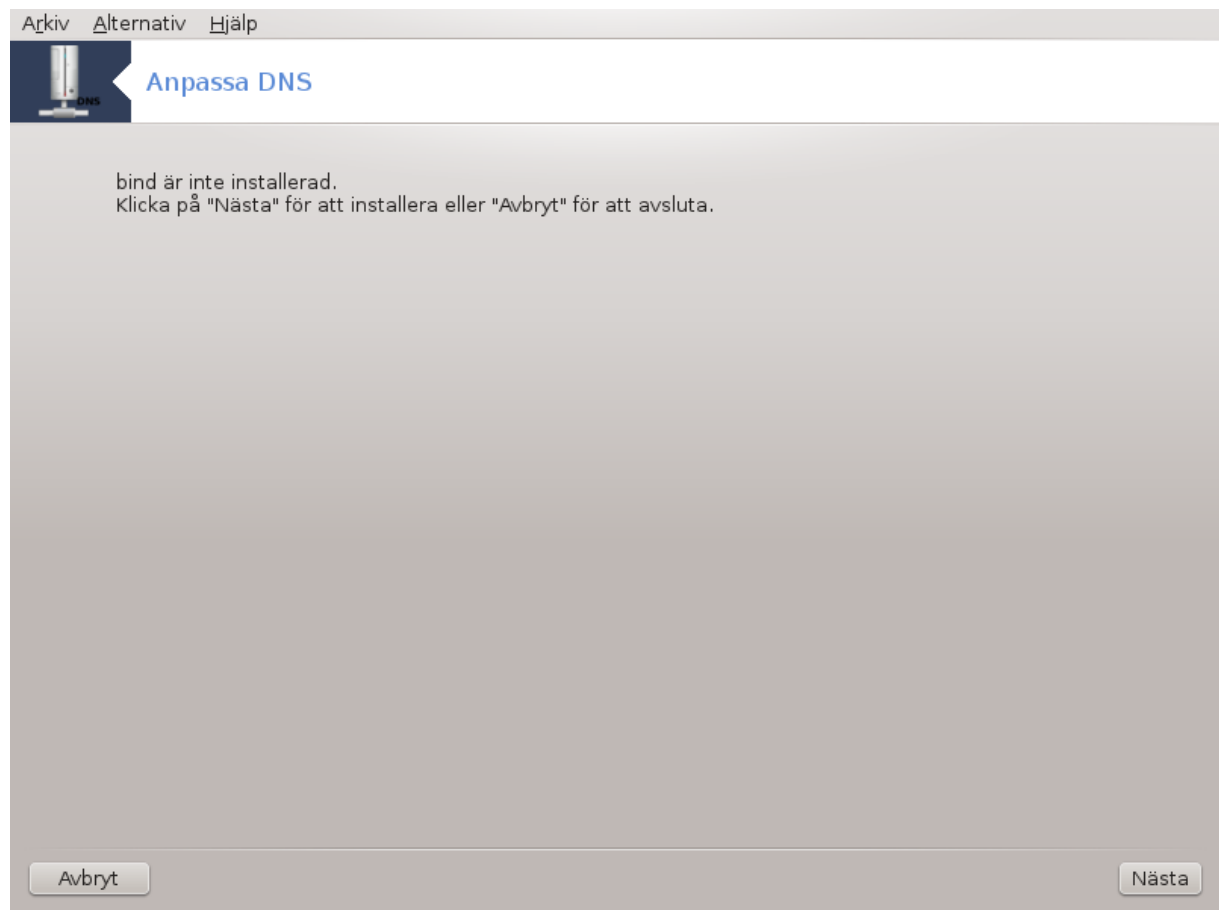 Arkiv Alternativ Hjälp
DNS
Anpassa DNS
bind är inte installerad.
Klicka på "Nästa" för att installera eller "Avbryt" för att avsluta.
Avbryt Nästa